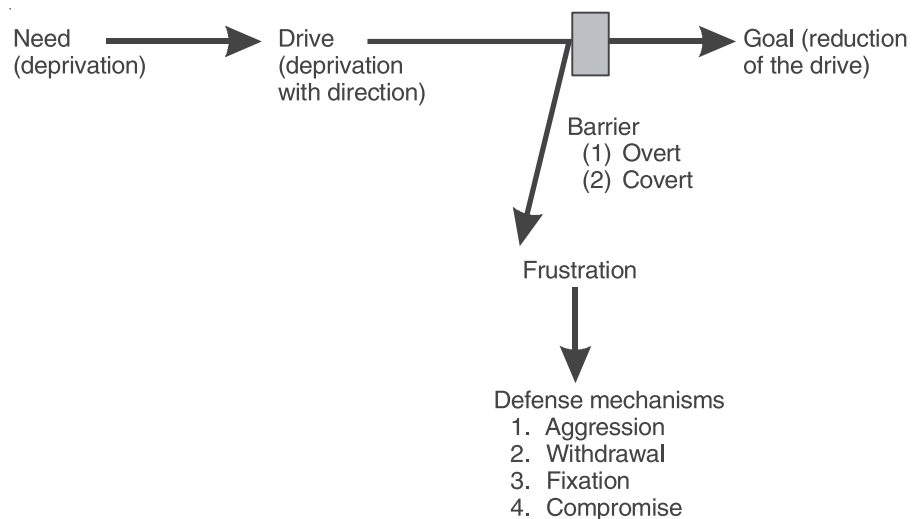 Need
(deprivation)
Drive
(deprivation
with direction)
Goal (reduction
of the drive)
Barrier
(1) Overt
(2) Covert
Frustration
Defense mechanisms
1. Aggression
2. Withdrawal
3. Fixation
4. Compromise